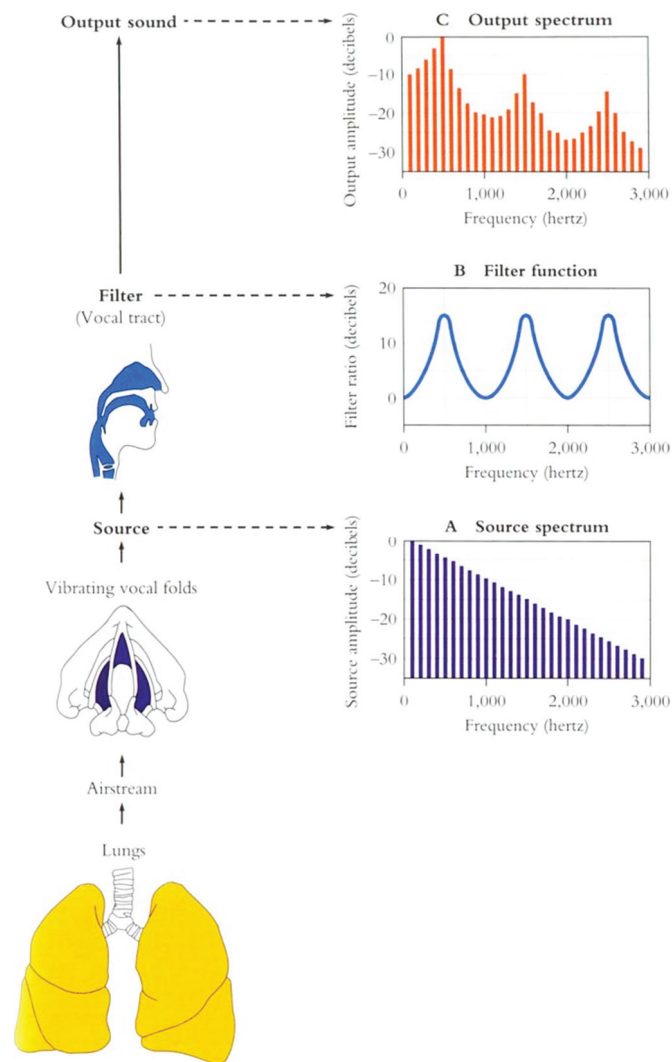 Output sound
C Output spectrum
Output amplitude (decibels)
0
−10
−20
−30
0 1,000 2,000 3,000
Frequency (hertz)
Filter
(Vocal tract)
B Filter function
Filter ratio (decibels)
20
10
0
0 1,000 2,000 3,000
Frequency (hertz)
Source
A Source spectrum
Source amplitude (decibels)
0
−10
−20
−30
0 1,000 2,000 3,000
Frequency (hertz)
Vibrating vocal folds
Airstream
Lungs